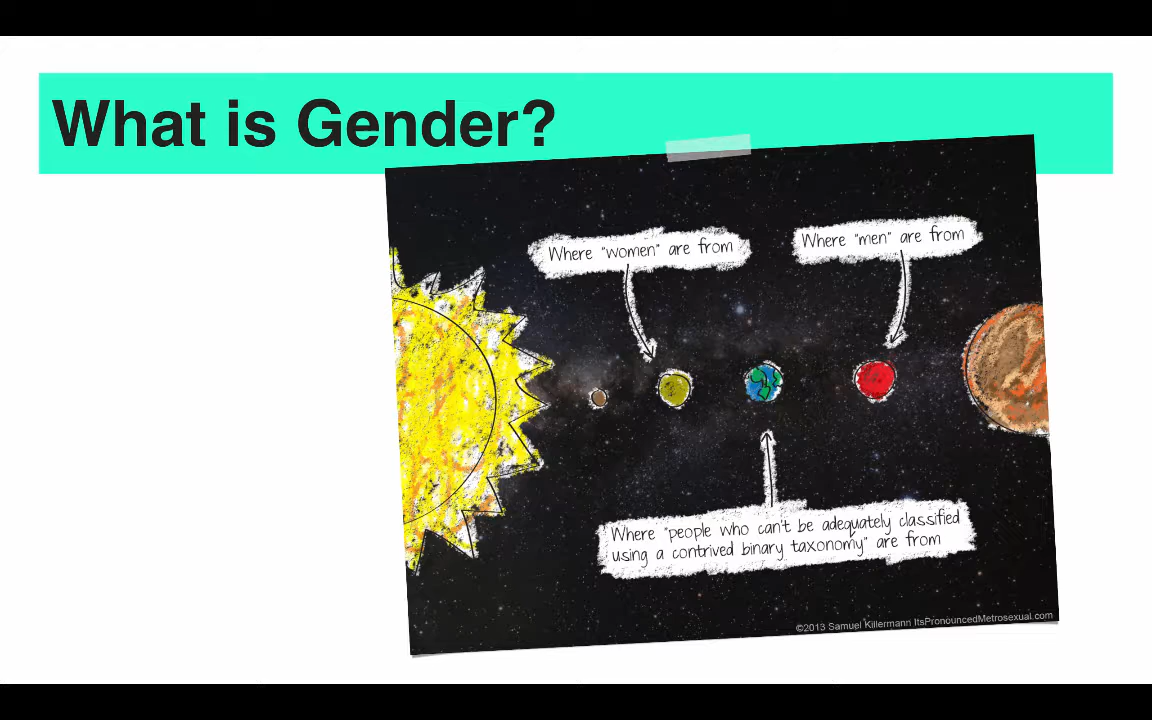 What is Gender?
Where "women" are from
Where "men" are from
Where "people who can't be adequately classified
using a contrived binary taxonomy" are from
©2013 Samuel Killermann ItsPronouncedMetrosexual.com